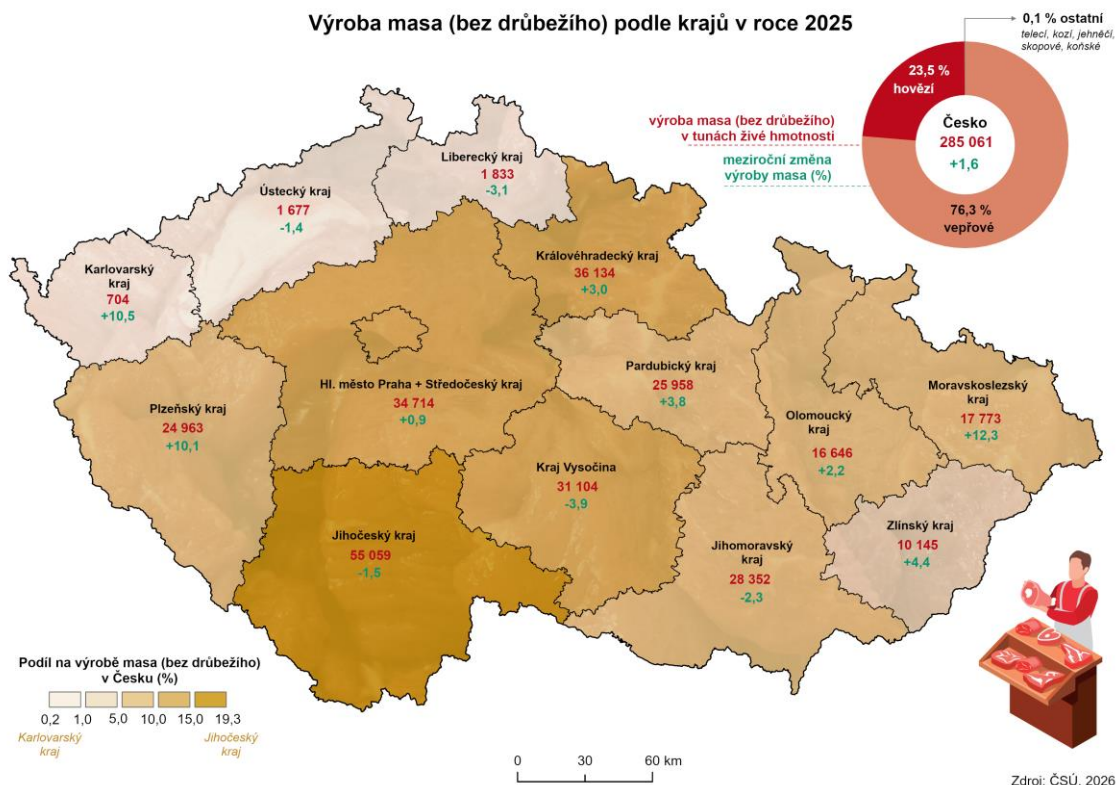 Výroba masa (bez drůbežího) podle krajů v roce 2025
0,1 % ostatní
telecí, kozí, jehněčí,
skopové, koňské
23,5 %
hovězí
výroba masa (bez drůbežího)
v tunách živé hmotnosti
meziroční změna
výroby masa (%)
Česko
285 061
+1,6
76,3 %
vepřové
Liberecký kraj
1 833
-3,1
Ústecký kraj
1 677
-1,4
Karlovarský
kraj
704
+10,5
Královéhradecký kraj
36 134
+3,0
Pardubický kraj
25 958
+3,8
Hl. město Praha + Středočeský kraj
34 714
+0,9
Plzeňský kraj
24 963
+10,1
Moravskoslezský
kraj
17 773
+12,3
Olomoucký
kraj
16 646
+2,2
Kraj Vysočina
31 104
-3,9
Jihočeský kraj
55 059
-1,5
Jihomoravský
kraj
28 352
-2,3
Zlínský kraj
10 145
+4,4
Podíl na výrobě masa (bez drůbežího)
v Česku (%)
0,2 1,0 5,0 10,0 15,0 19,3
Karlovarský
kraj
Jihočeský
kraj
0 30 60 km
Zdroj: ČSÚ, 2026